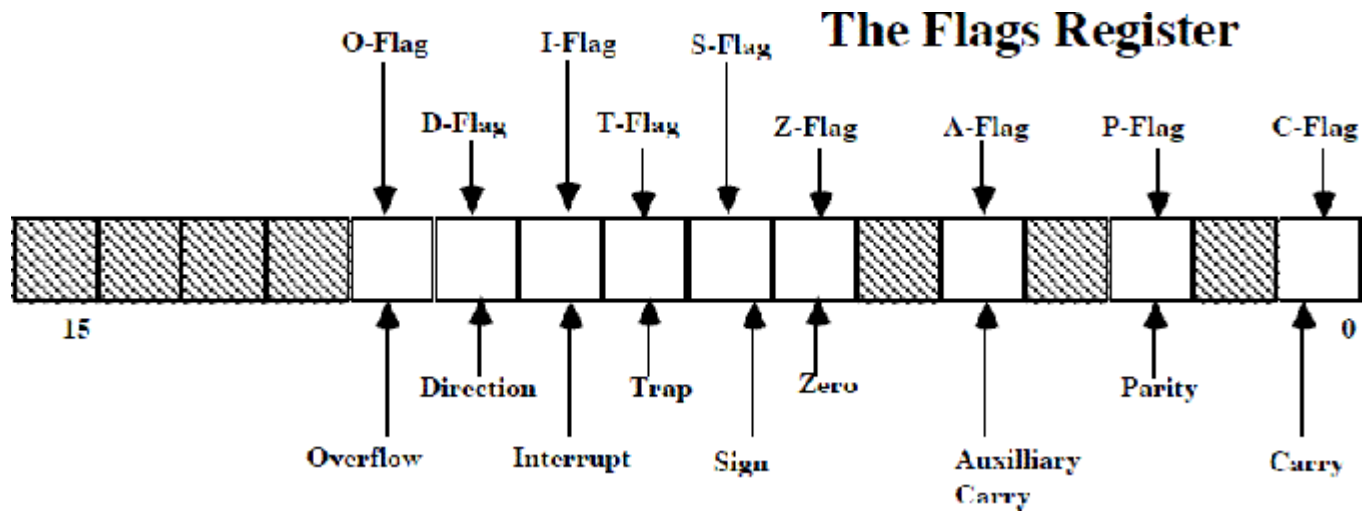 The Flags Register
O-Flag I-Flag S-Flag
D-Flag T-Flag Z-Flag A-Flag P-Flag C-Flag
15 0
Direction Trap Zero Parity
Overflow Interrupt Sign Auxilliary Carry
Carry